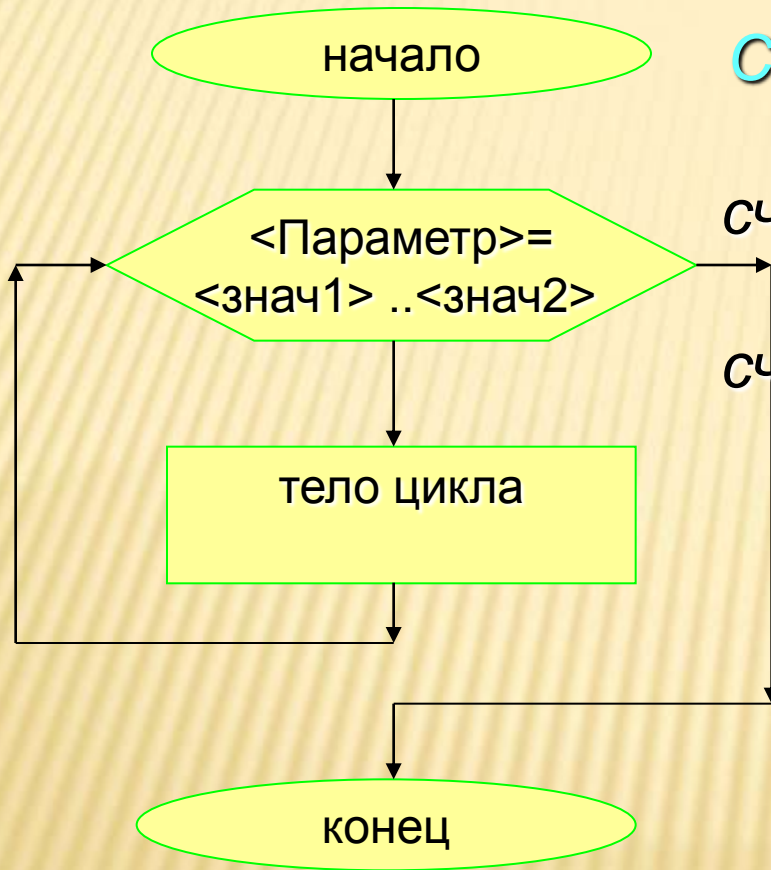 начало
<Параметр>=
<знач1> ..<знач2>
тело цикла
конец